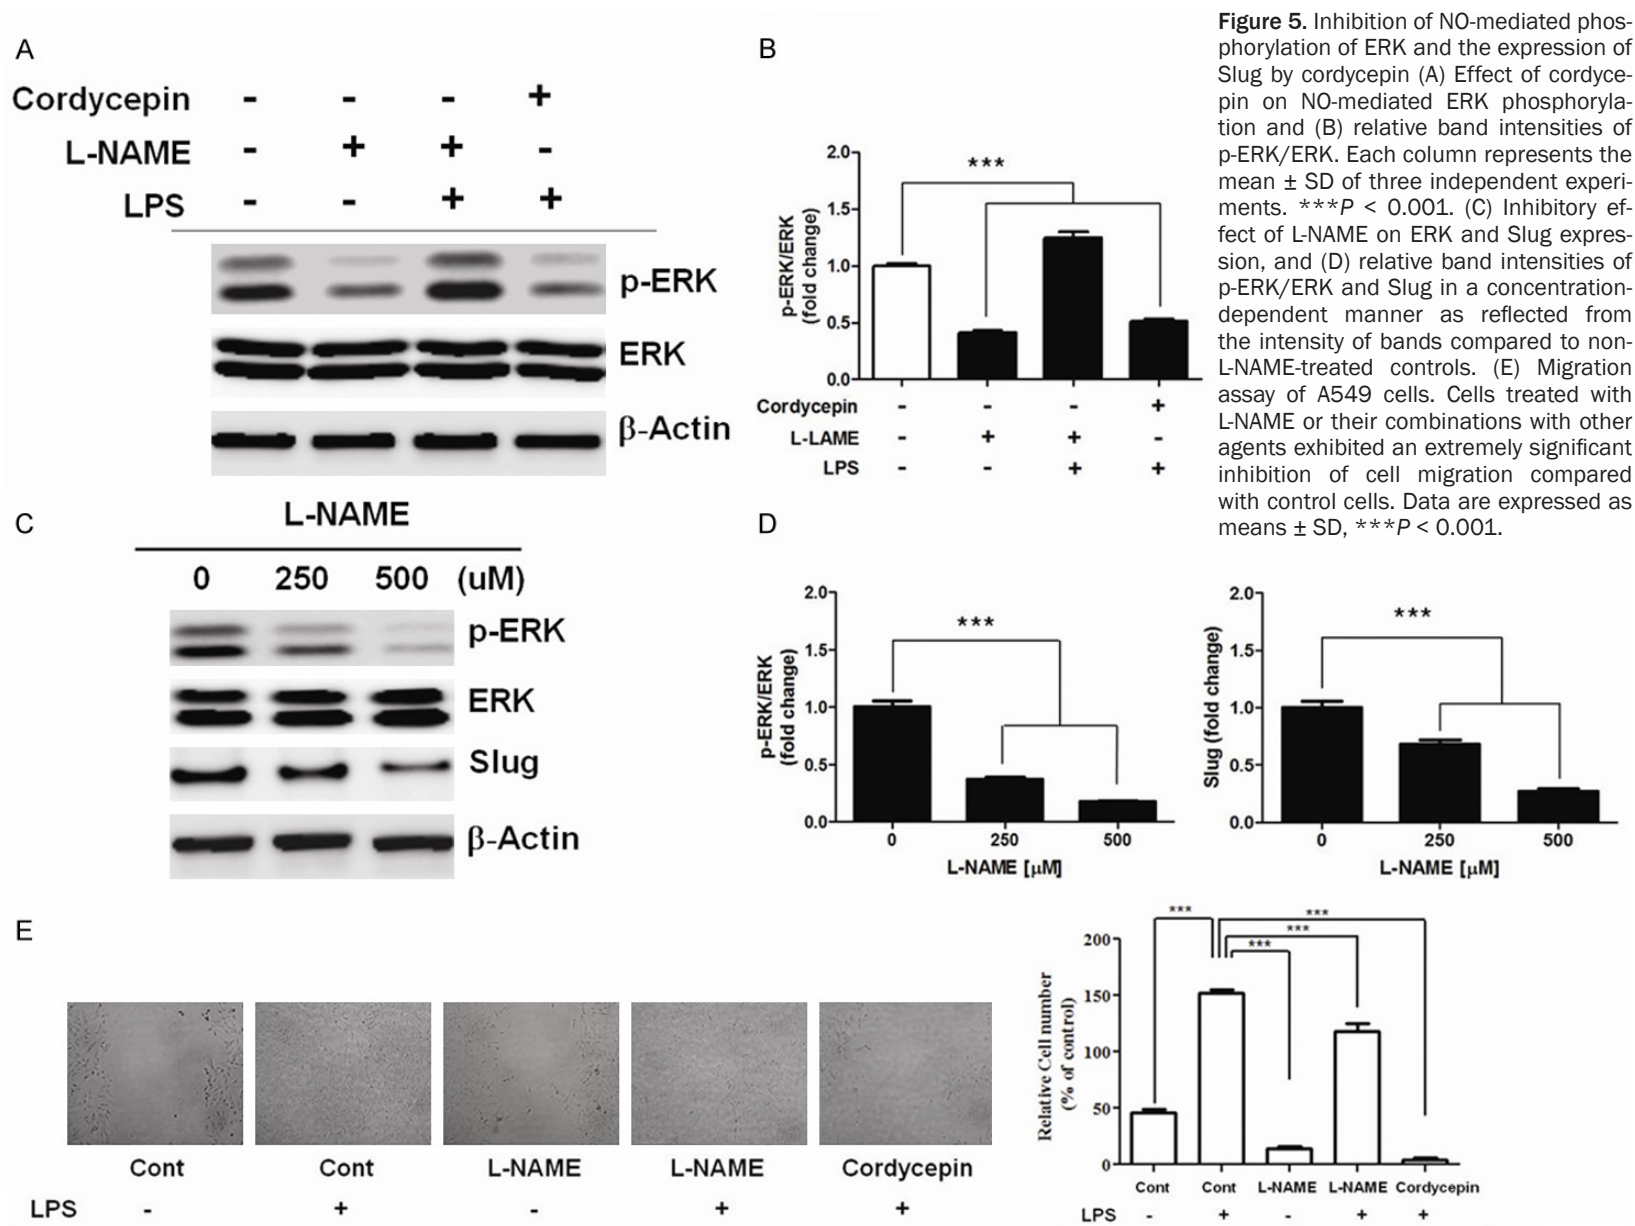 A
Cordycepin - - - +
L-NAME - + + -
LPS - - + +
p-ERK
ERK
β-Actin
B
2.0
1.5
1.0
0.5
0.0
p-ERK/ERK
(fold change)
***
Cordycepin - - - +
L-LAME - + + -
LPS - - + +
Figure 5. Inhibition of NO-mediated phos-
phorylation of ERK and the expression of
Slug by cordycepin (A) Effect of cordyce-
pin on NO-mediated ERK phosphoryla-
tion and (B) relative band intensities of
p-ERK/ERK. Each column represents the
mean ± SD of three independent experi-
ments. ***P < 0.001. (C) Inhibitory ef-
fect of L-NAME on ERK and Slug expres-
sion, and (D) relative band intensities of
p-ERK/ERK and Slug in a concentration-
dependent manner as reflected from
the intensity of bands compared to non-
L-NAME-treated controls. (E) Migration
assay of A549 cells. Cells treated with
L-NAME or their combinations with other
agents exhibited an extremely significant
inhibition of cell migration compared
with control cells. Data are expressed as
means ± SD, ***P < 0.001.
C
L-NAME
0 250 500 (uM)
p-ERK
ERK
Slug
β-Actin
D
2.0
1.5
1.0
0.5
0.0
p-ERK/ERK
(fold change)
***
0 250 500
L-NAME [μM]
2.0
1.5
1.0
0.5
0.0
Slug (fold change)
***
0 250 500
L-NAME [μM]
E
Cont Cont L-NAME L-NAME Cordycepin
LPS - + - + +
200
150
100
50
0
Relative Cell number
(% of control)
***
***
***
***
Cont Cont L-NAME L-NAME Cordycepin
LPS - + - + +